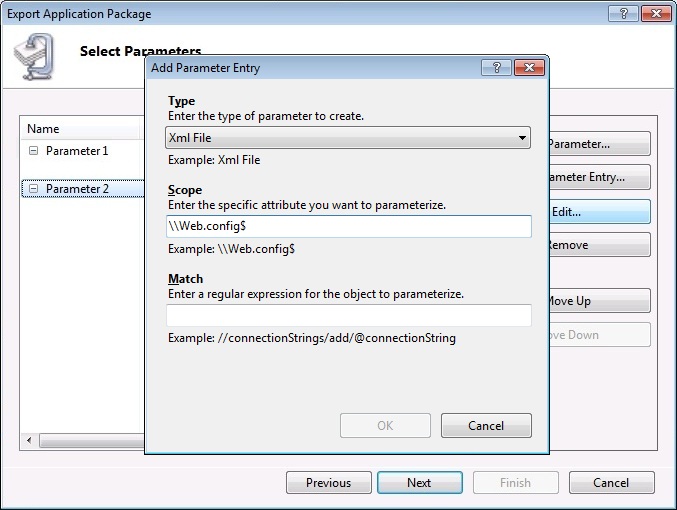 Export Application Package
Select Parameters
Name
Parameter 1
Parameter 2
Parameter...
Entry...
Edit...
Move Up
Down
Add Parameter Entry
Type
Enter the type of parameter to create.
Xml File
Example: Xml File
Scope
Enter the specific attribute you want to parameterize.
\\Web.config$
Example: \\Web.config$
Match
Enter a regular expression for the object to parameterize.
Example: //connectionStrings/add/@connectionString
OK
Cancel
Previous
Next
Finish
Cancel